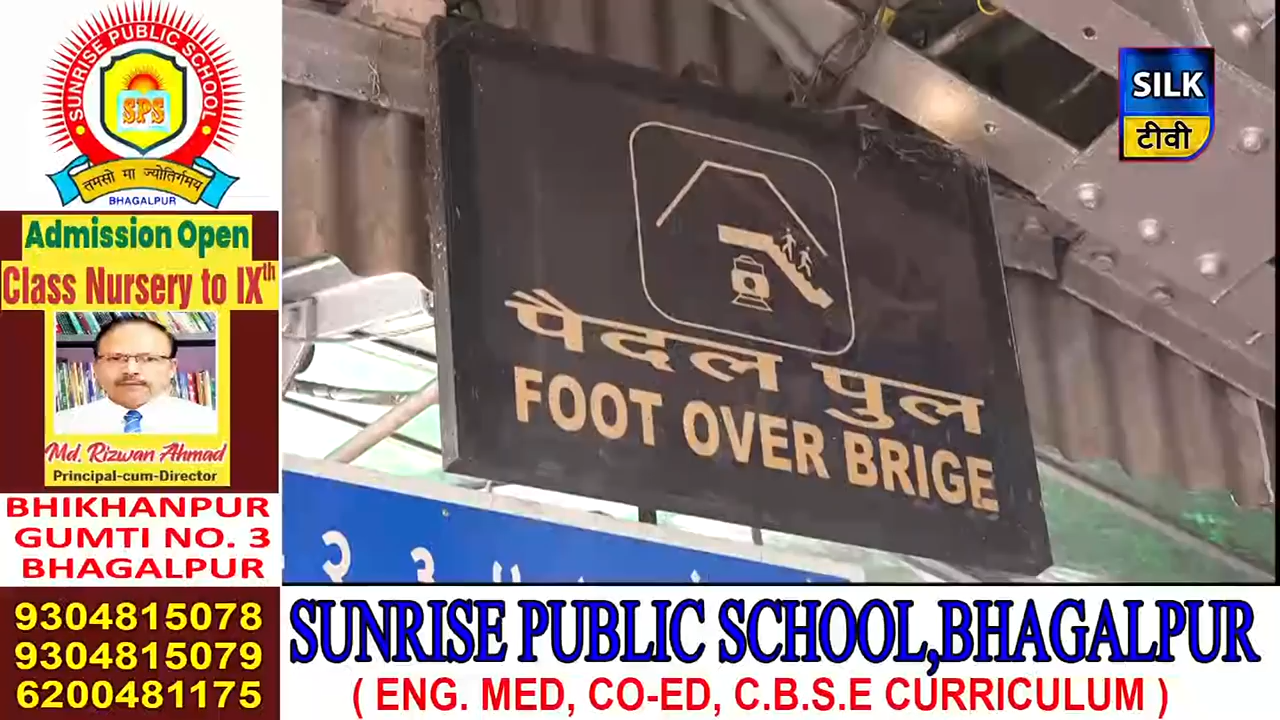 SUNRISE PUBLIC SCHOOL
SPS
तमसो मा ज्योतिर्गमय
BHAGALPUR
Admission Open
Class Nursery to IXth
Md. Rizwan Ahmad
Principal-cum-Director
BHIKHANPUR
GUMTI NO. 3
BHAGALPUR
9304815078
9304815079
6200481175
SILK
टीवी
पैदल पुल
FOOT OVER BRIGE
SUNRISE PUBLIC SCHOOL,BHAGALPUR
( ENG. MED, CO-ED, C.B.S.E CURRICULUM )